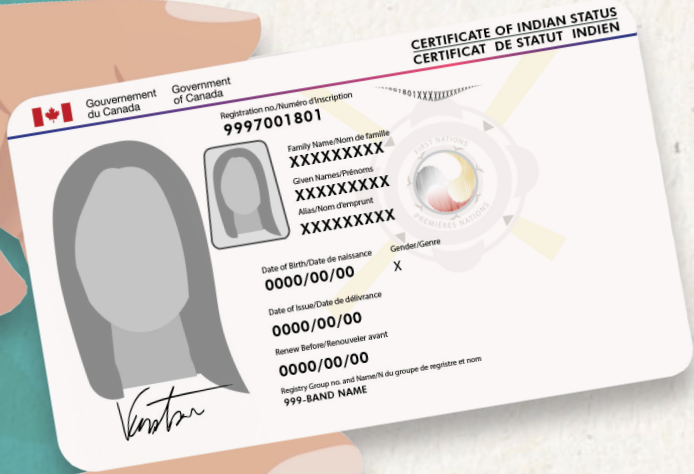 CERTIFICATE OF INDIAN STATUS
CERTIFICAT DE STATUT INDIEN
Gouvernement du Canada
Government of Canada
Registration no./Numéro d'inscription
9997001801
Family Name/Nom de famille
XXXXXXXXX
Given Names/Prénoms
XXXXXXXXX
Alias/Nom d'emprunt
XXXXXXXXX
FIRST NATIONS
PREMIÈRES NATIONS
Date of Birth/Date de naissance
0000/00/00
Gender/Genre
X
Date of Issue/Date de délivrance
0000/00/00
Renew Before/Renouveler avant
0000/00/00
Registry Group no. and Name/N du groupe de regristre et nom
999-BAND NAME